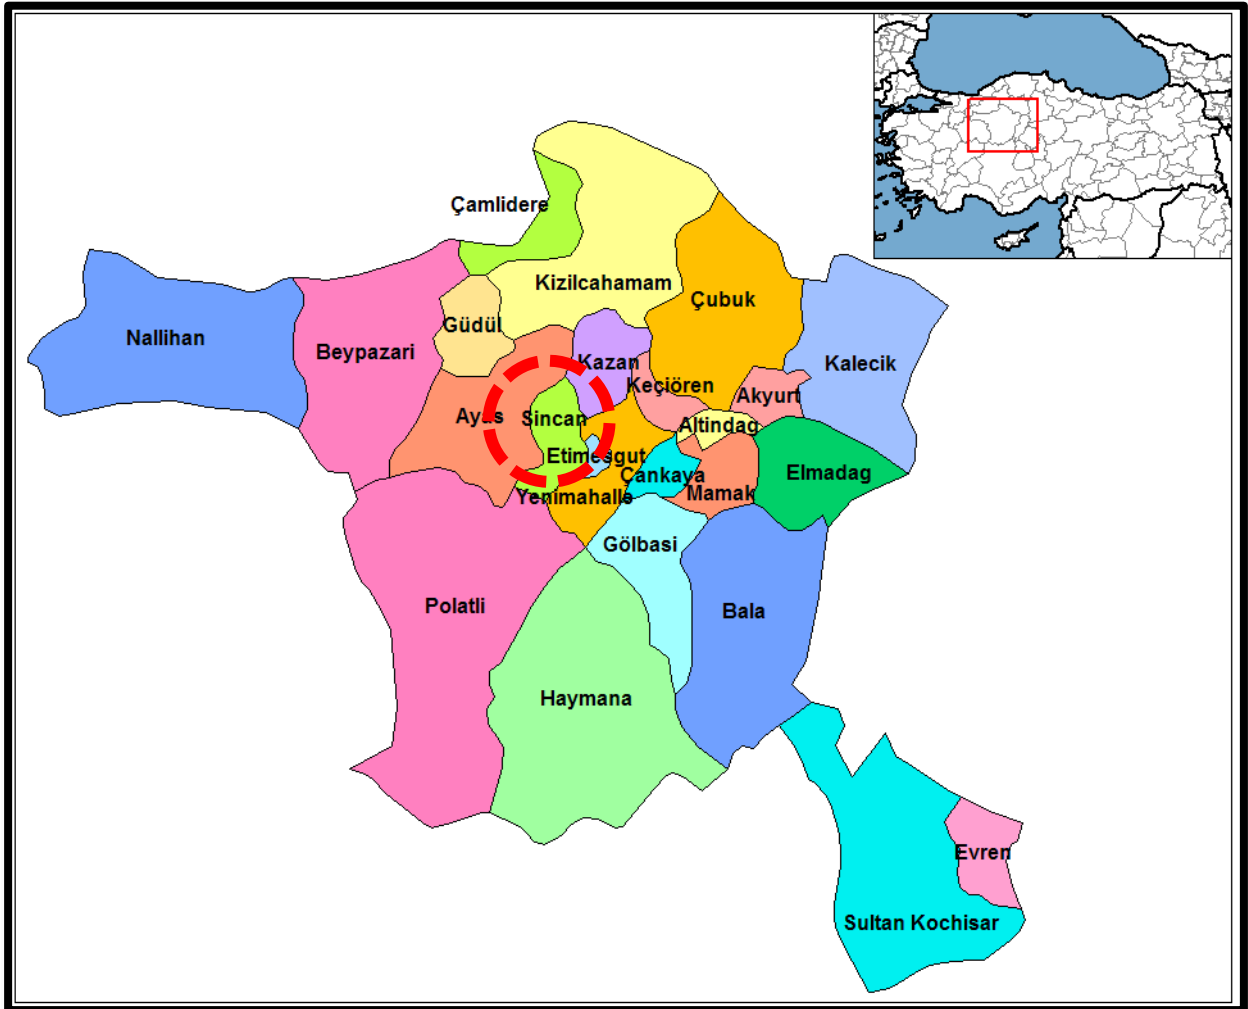 Çamlidere
Kizilcahamam
Çubuk
Güdül
Nallihan
Beypazari
Kazan
Kalecik
Keçiören
Akyurt
Ayas
Sincan
Altindag
Etimesgut
Çankaya
Elmadag
Yenimahalle
Mamak
Gölbasi
Polatli
Bala
Haymana
Evren
Sultan Kochisar